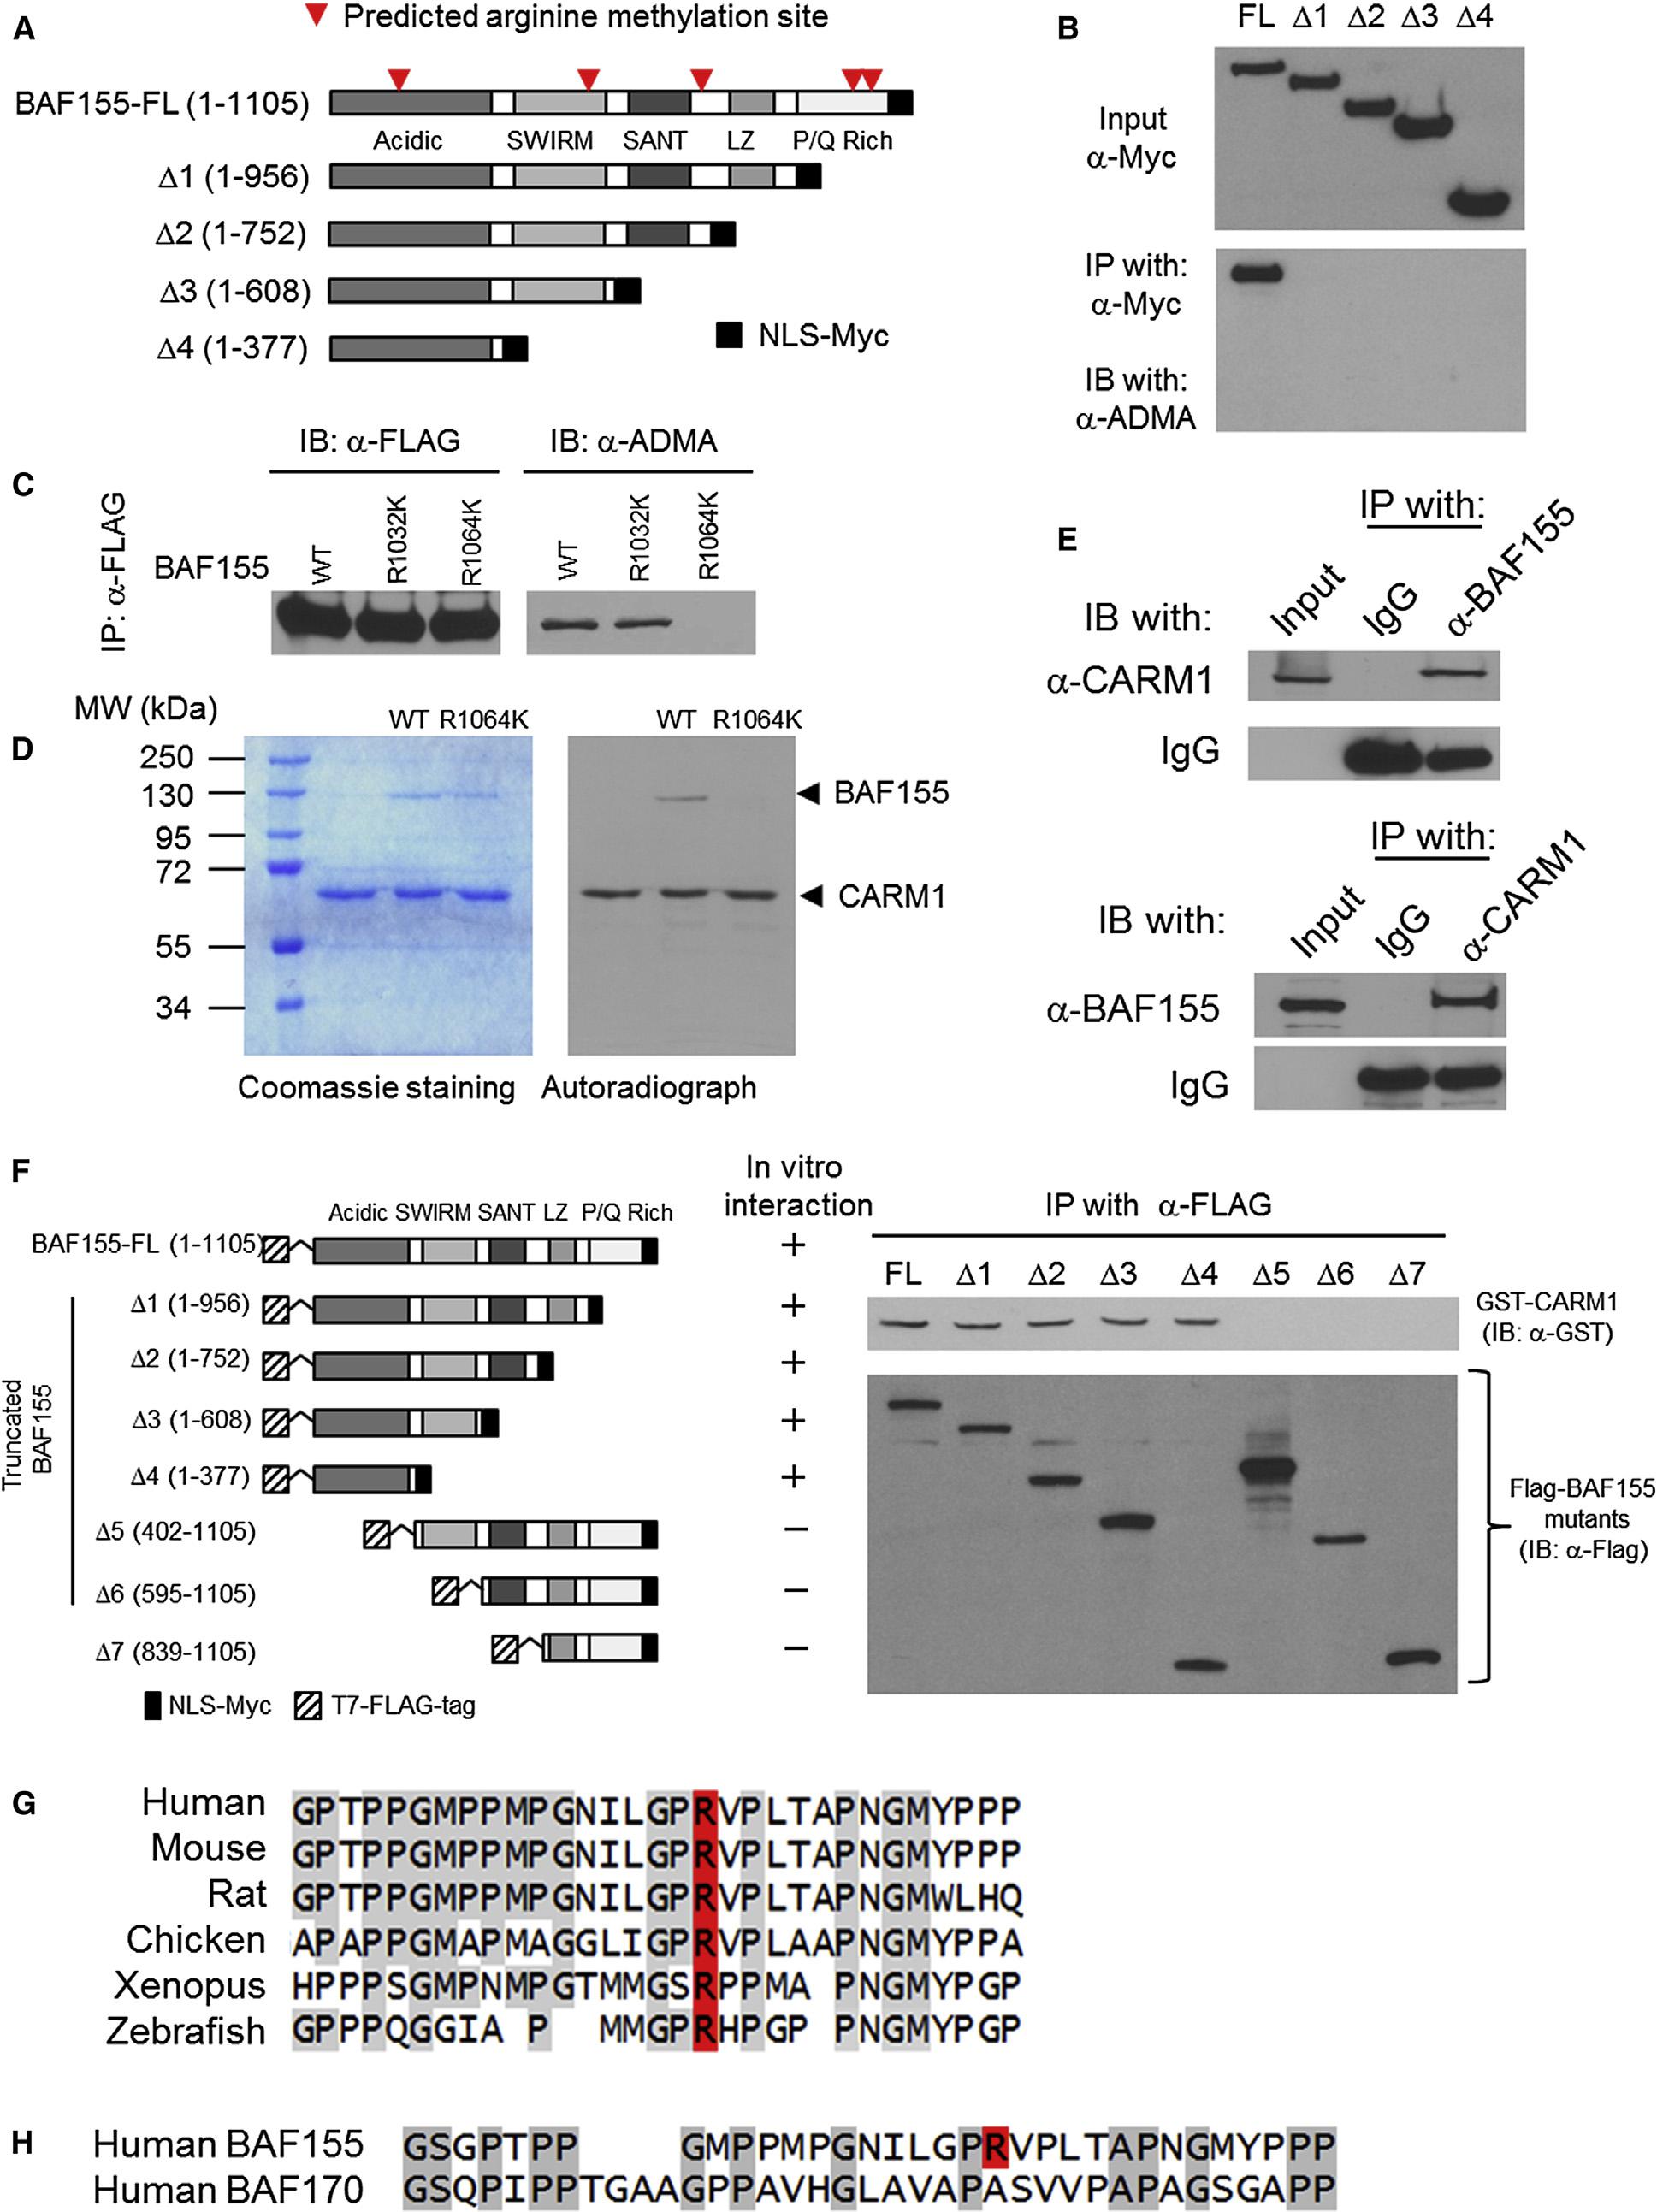 A
Predicted arginine methylation site
BAF155-FL (1-1105)
Acidic SWIRM SANT LZ P/Q Rich
Δ1 (1-956)
Δ2 (1-752)
Δ3 (1-608)
Δ4 (1-377)
NLS-Myc
B
FL Δ1 Δ2 Δ3 Δ4
Input
α-Myc
IP with:
α-Myc
IB with:
α-ADMA
C
IB: α-FLAG IB: α-ADMA
IP: α-FLAG
BAF155
WT R1032K R1064K WT R1032K R1064K
D
MW (kDa)
WT R1064K WT R1064K
250
130
95
72
55
34
BAF155
CARM1
Coomassie staining Autoradiograph
E
IP with:
IB with:
Input IgG α-BAF155
α-CARM1
IgG
IP with:
IB with:
Input IgG α-CARM1
α-BAF155
IgG
F
In vitro
interaction
Acidic SWIRM SANT LZ P/Q Rich
BAF155-FL (1-1105) +
Truncated
BAF155
Δ1 (1-956) +
Δ2 (1-752) +
Δ3 (1-608) +
Δ4 (1-377) +
Δ5 (402-1105) −
Δ6 (595-1105) −
Δ7 (839-1105) −
NLS-Myc T7-FLAG-tag
IP with α-FLAG
FL Δ1 Δ2 Δ3 Δ4 Δ5 Δ6 Δ7
GST-CARM1
(IB: α-GST)
Flag-BAF155
mutants
(IB: α-Flag)
G
Human GPTPPGMPPMPGNILGPRVPLTAPNGMYPPP
Mouse GPTPPGMPPMPGNILGPRVPLTAPNGMYPPP
Rat GPTPPGMPPMPGNILGPRVPLTAPNGMWLHQ
Chicken APAPPGMAPMAGGLIGPRVPLAAPNGMYPPA
Xenopus HPPPSGMPNMPGTMMGSRPPMA PNGMYPGP
Zebrafish GPPPQGGIA P MMGPRHPGP PNGMYPGP
H
Human BAF155 GSGPTPP GMPPMPGNILGPRVPLTAPNGMYPPP
Human BAF170 GSQPIPPTGAAGPPAVHGLAVAPASVVPAPAGSGAPP